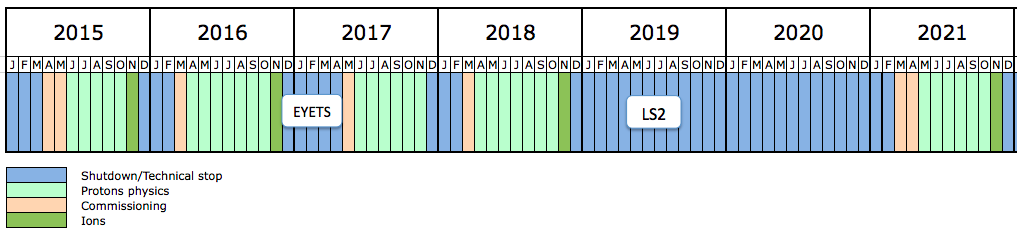 2015 2016 2017 2018 2019 2020 2021
J F M A M J J A S O N D J F M A M J J A S O N D J F M A M J J A S O N D J F M A M J J A S O N D J F M A M J J A S O N D J F M A M J J A S O N D J F M A M J J A S O N D
EYETS LS2
Shutdown/Technical stop
Protons physics
Commissioning
Ions